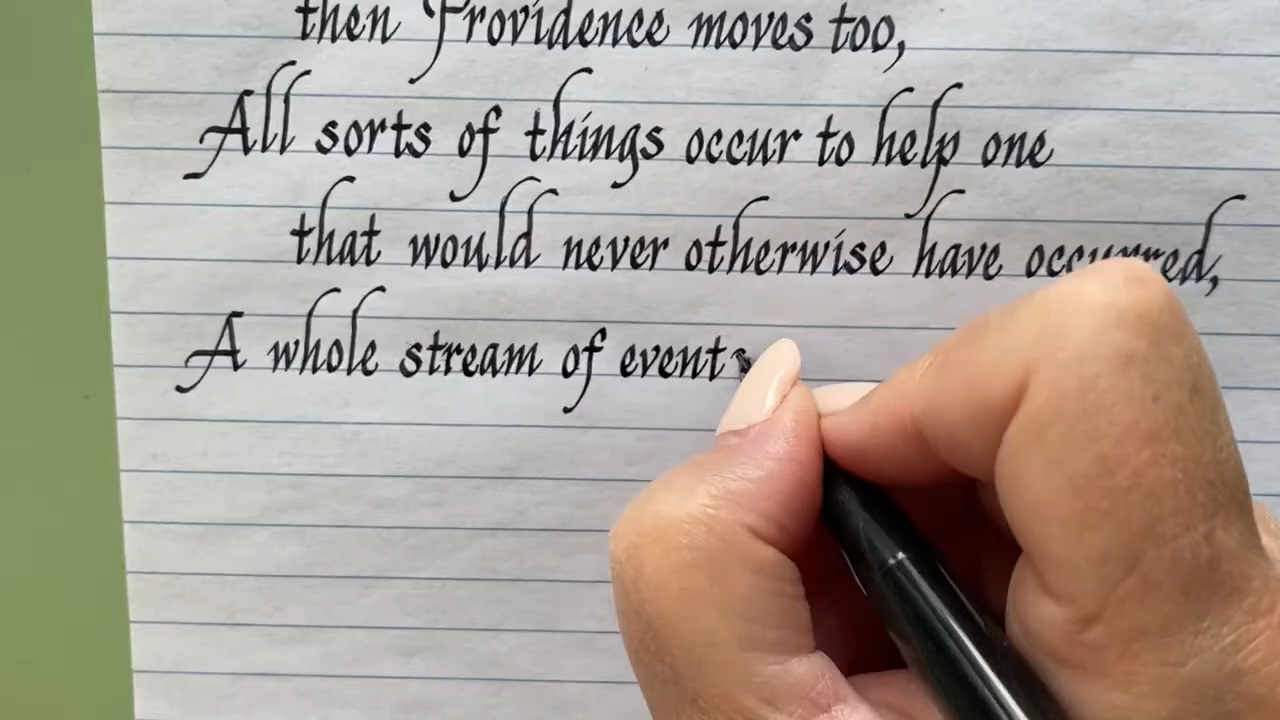 then Providence moves too,
All sorts of things occur to help one
that would never otherwise have occurred,
A whole stream of events